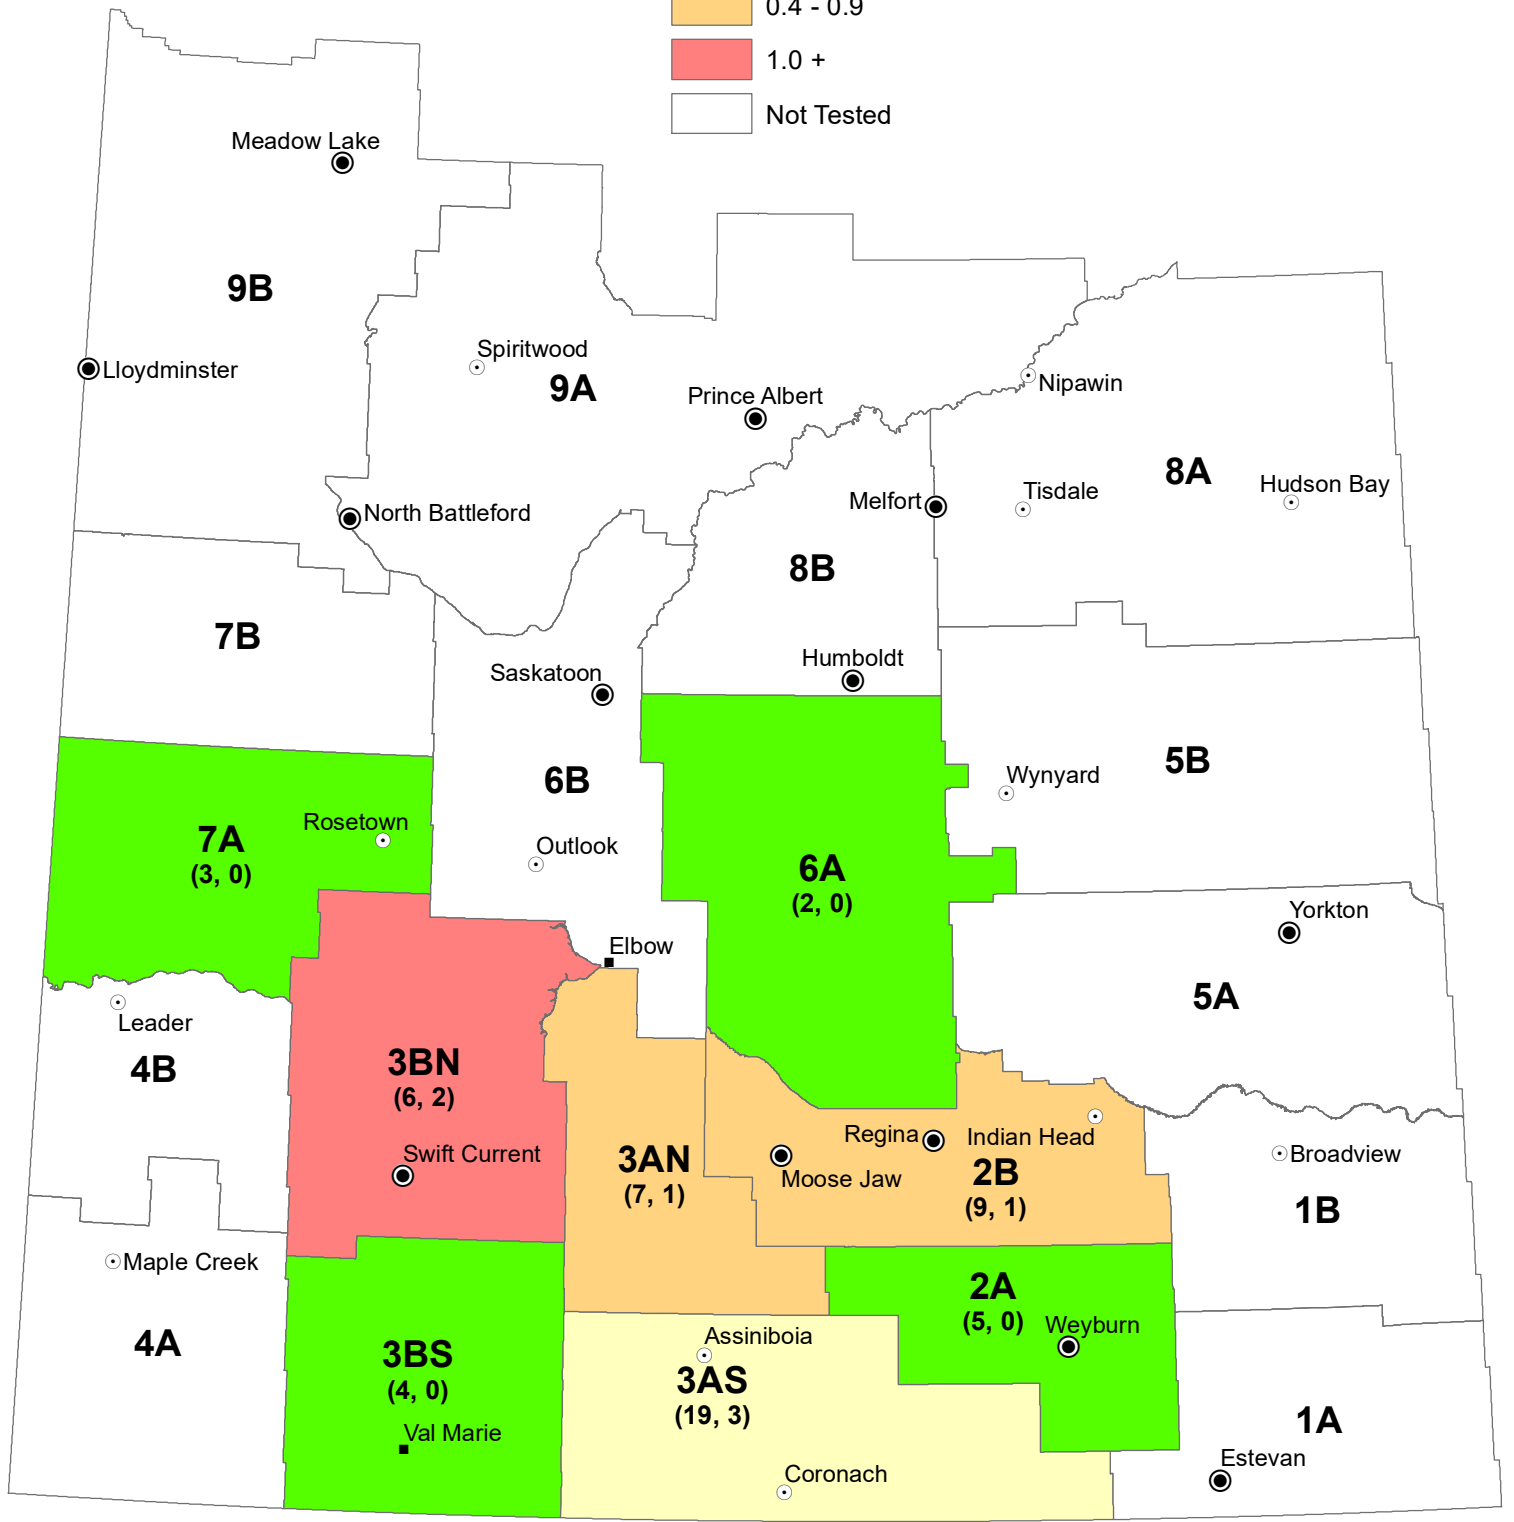 0.4 - 0.9
1.0 +
Not Tested
Meadow Lake
9B
Lloydminster
Spiritwood
9A
Prince Albert
Nipawin
8A
Hudson Bay
Tisdale
Melfort
North Battleford
8B
7B
Humboldt
Saskatoon
6B
5B
Wynyard
Rosetown
7A
(3, 0)
Outlook
6A
(2, 0)
Yorkton
Elbow
5A
Leader
4B
3BN
(6, 2)
Swift Current
3AN
(7, 1)
Regina
Indian Head
Moose Jaw
2B
(9, 1)
Broadview
1B
Maple Creek
4A
2A
(5, 0)
Weyburn
3BS
(4, 0)
Assiniboia
3AS
(19, 3)
Val Marie
1A
Estevan
Coronach